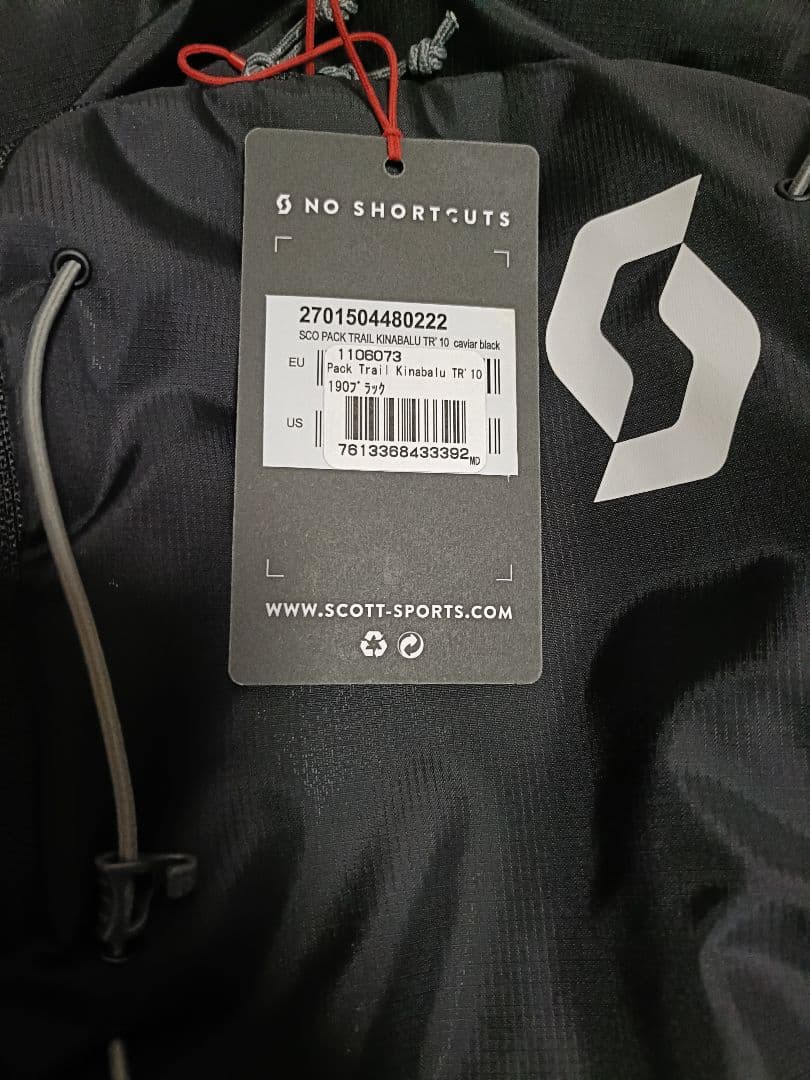 NO SHORTCUTS
2701504480222
SCO PACK TRAIL KINABALU TR' 10 caviar black
EU
1106073
Pack Trail Kinabalu TR' 10
190ﾌﾞﾗｯｸ
US
7613368433392 MD
WWW.SCOTT-SPORTS.COM